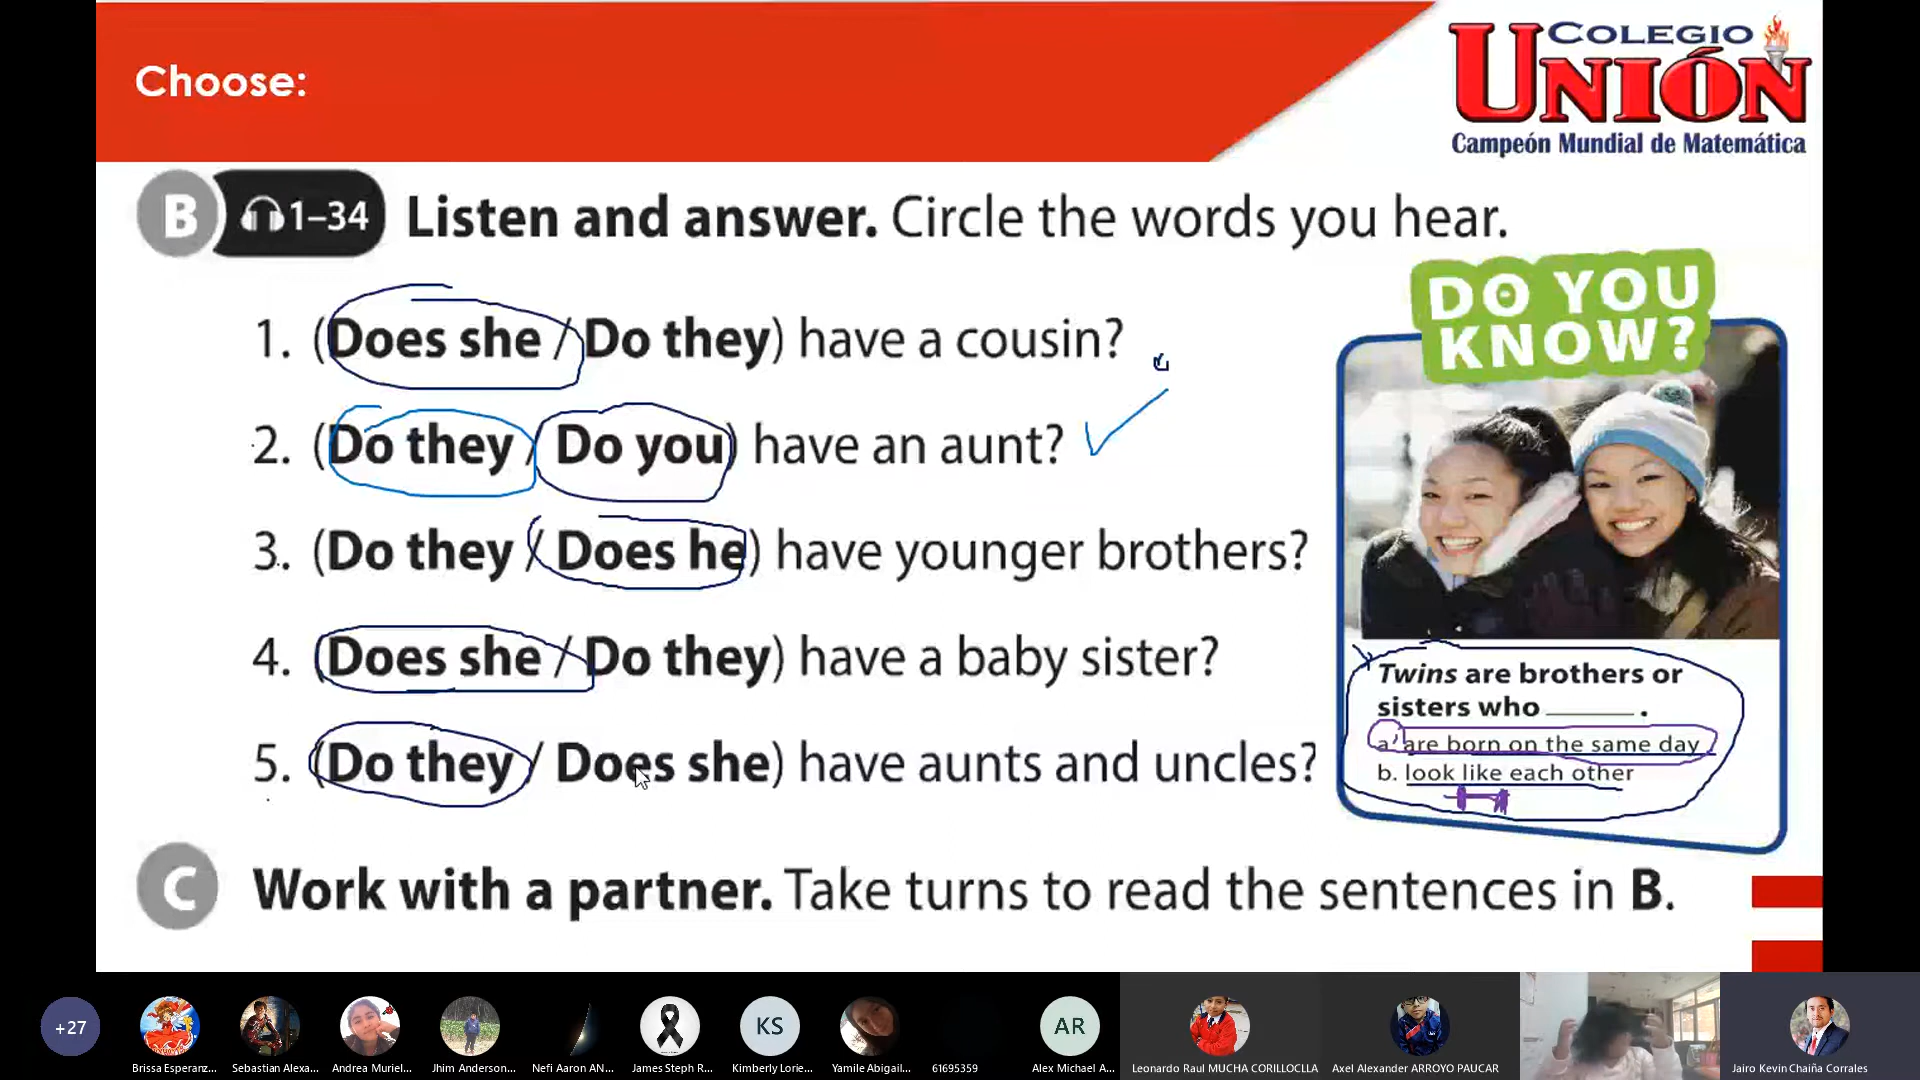 Choose:
COLEGIO
UNIÓN
Campeón Mundial de Matemática
B 1–34 Listen and answer. Circle the words you hear.
1. (Does she / Do they) have a cousin?
2. (Do they / Do you) have an aunt?
3. (Do they / Does he) have younger brothers?
4. (Does she / Do they) have a baby sister?
5. (Do they / Does she) have aunts and uncles?
DO YOU
KNOW?
Twins are brothers or
sisters who ______ .
a. are born on the same day
b. look like each other
C Work with a partner. Take turns to read the sentences in B.
+27
KS
AR
Brissa Esperanz...
Sebastian Alexa...
Andrea Muriel...
Jhim Anderson...
Nefi Aaron AN...
James Steph R...
Kimberly Lorie...
Yamile Abigail...
61695359
Alex Michael A...
Leonardo Raul MUCHA CORILLOCLLA
Axel Alexander ARROYO PAUCAR
Jairo Kevin Chaiña Corrales